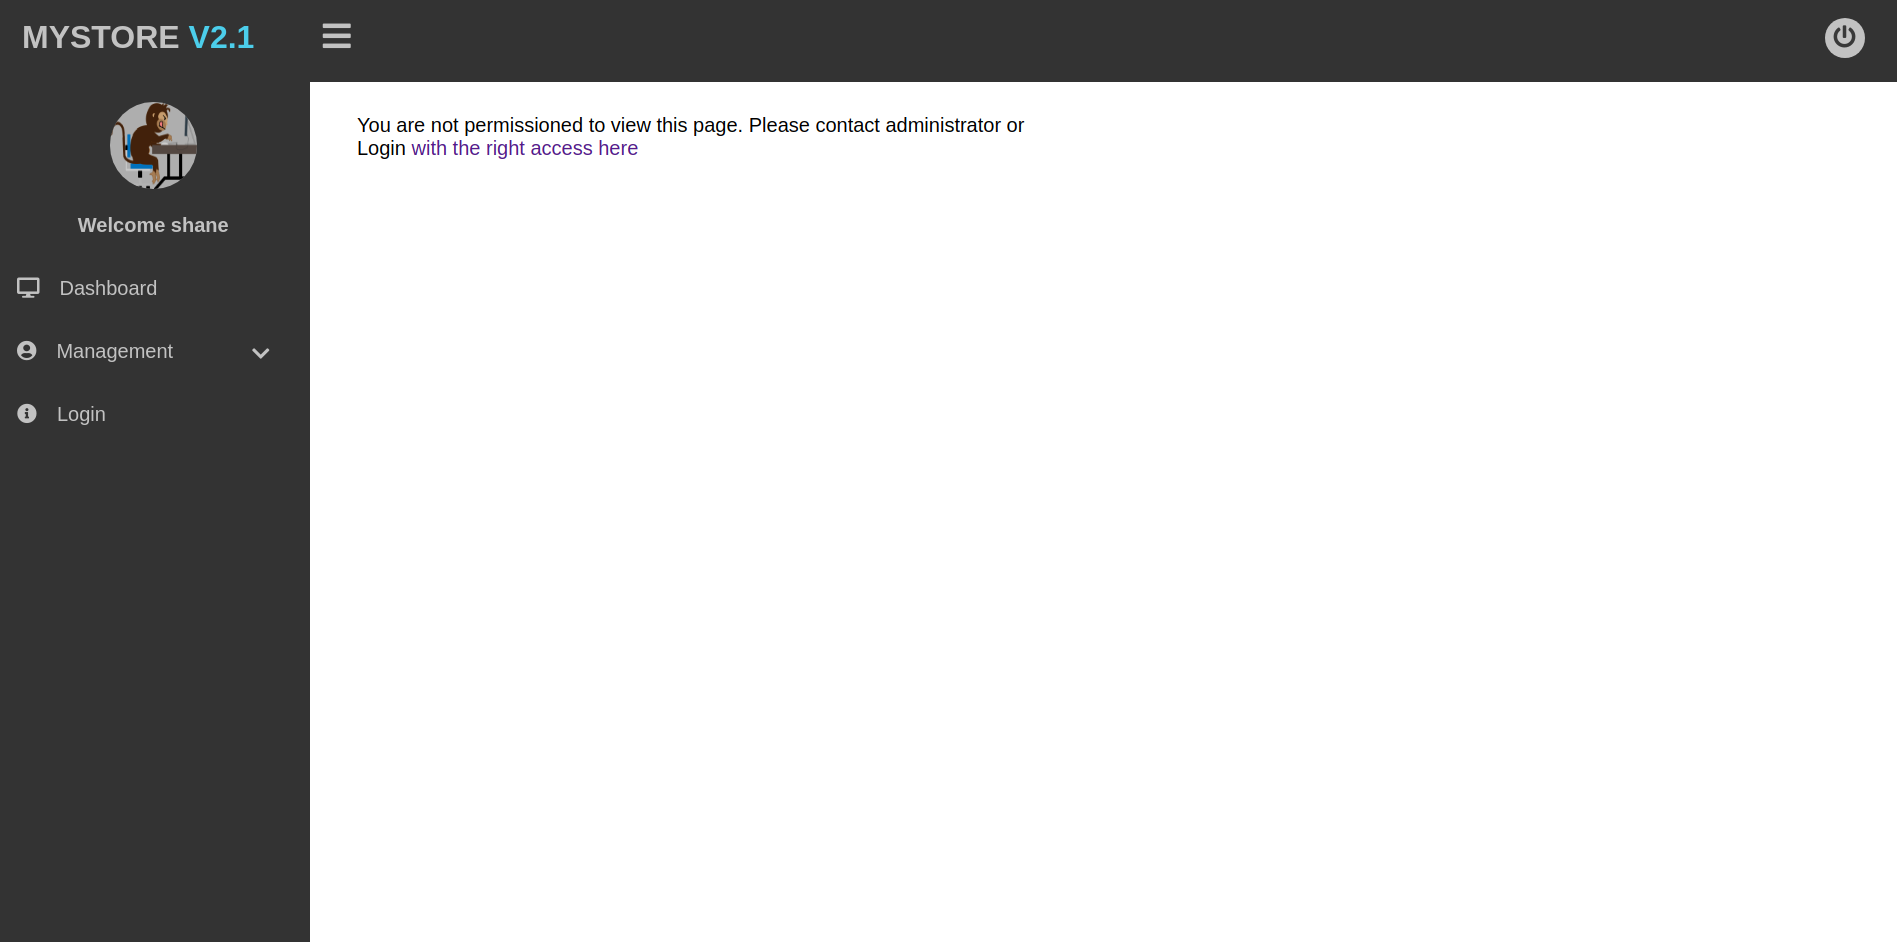 MYSTORE V2.1
Welcome shane
Dashboard
Management
Login
You are not permissioned to view this page. Please contact administrator or
Login with the right access here